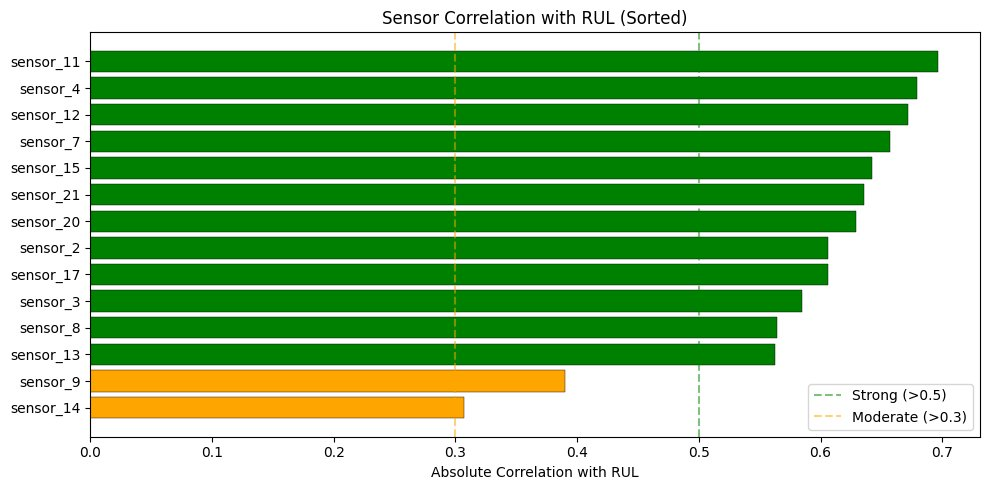 Sensor Correlation with RUL (Sorted)
sensor_11
sensor_4
sensor_12
sensor_7
sensor_15
sensor_21
sensor_20
sensor_2
sensor_17
sensor_3
sensor_8
sensor_13
sensor_9
sensor_14
Strong (>0.5)
Moderate (>0.3)
0.0 0.1 0.2 0.3 0.4 0.5 0.6 0.7
Absolute Correlation with RUL